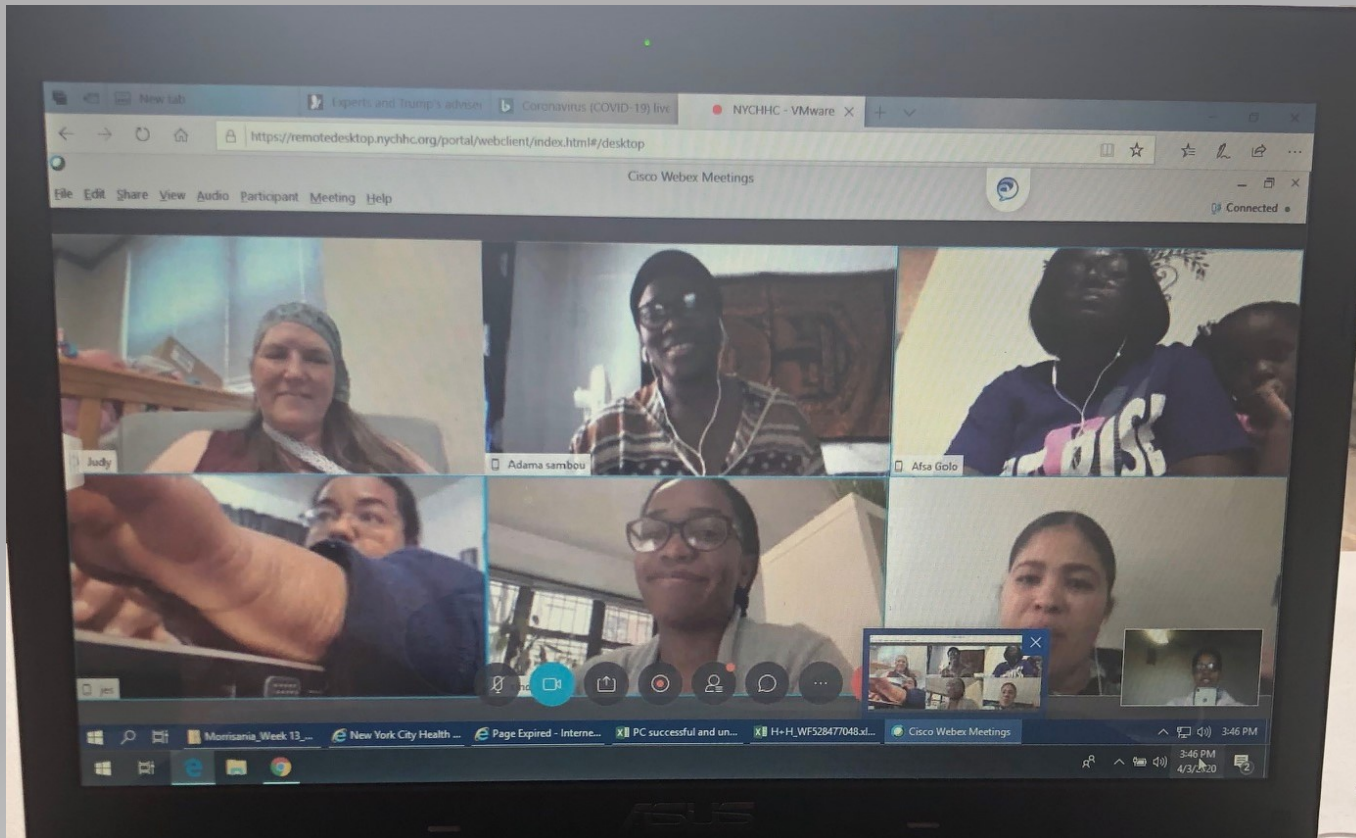 New tab
Experts and Trump's adviser
Coronavirus (COVID-19) live
NYCHHC - VMware
https://remotedesktop.nychhc.org/portal/webclient/index.html#/desktop
Cisco Webex Meetings
File Edit Share View Audio Participant Meeting Help
Connected
Judy
Adama sambou
Afsa Golo
jes
Morrisania_Week 13_...
New York City Health ...
Page Expired - Interne...
PC successful and un...
H+H_WF528477048.xl...
Cisco Webex Meetings
3:46 PM
3:46 PM
4/3/2020
2
ASUS